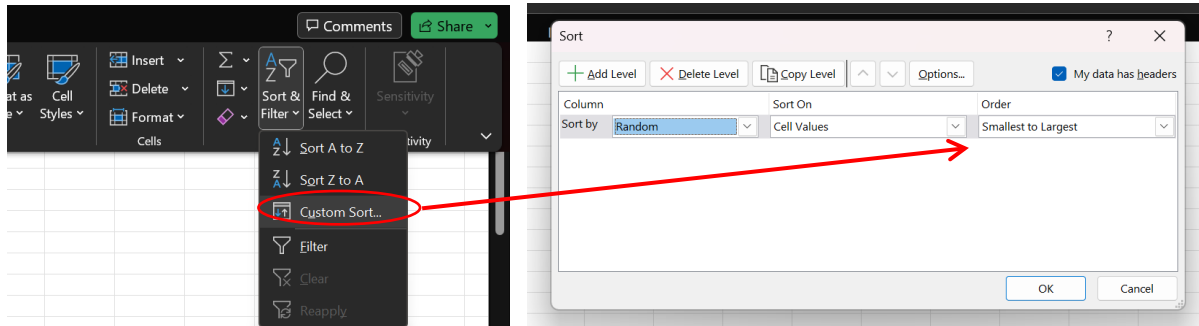 Comments
Share
Insert
Delete
Format
Cells
at as
Cell
Styles
Sort &
Filter
Find &
Select
Sensitivity
tivity
Sort A to Z
Sort Z to A
Custom Sort...
Filter
Clear
Reapply
Sort
?
Add Level
Delete Level
Copy Level
Options...
My data has headers
Column
Sort On
Order
Sort by
Random
Cell Values
Smallest to Largest
OK
Cancel